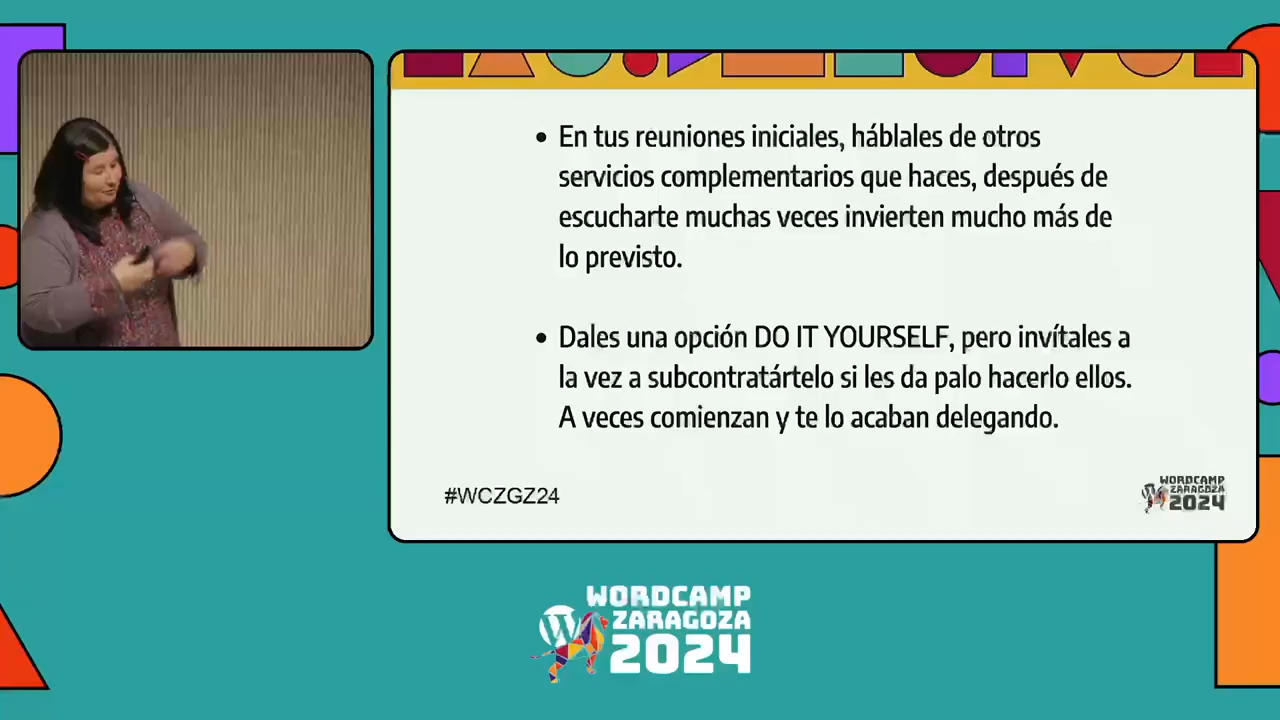 • En tus reuniones iniciales, háblales de otros
servicios complementarios que haces, después de
escucharte muchas veces invierten mucho más de
lo previsto.
• Dales una opción DO IT YOURSELF, pero invítales a
la vez a subcontratártelo si les da palo hacerlo ellos.
A veces comienzan y te lo acaban delegando.
#WCZGZ24
WORDCAMP
ZARAGOZA
2024
WORDCAMP
ZARAGOZA
2024